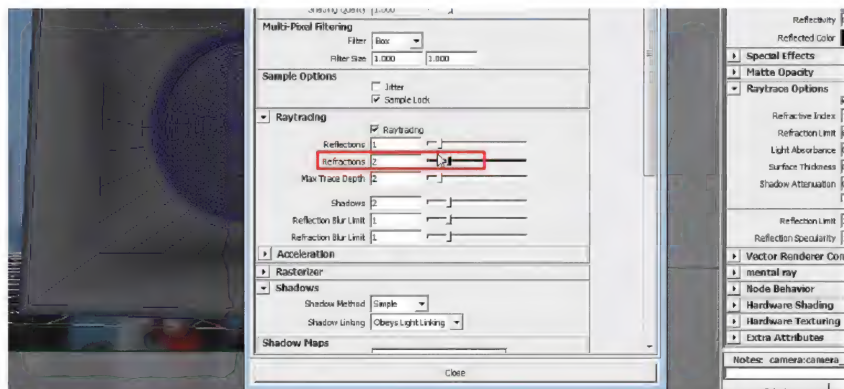 Shading Quality 1.000
Multi-Pixel Filtering
Filter Box
Filter Size 1.000 1.000
Sample Options
Jitter
Sample Lock
Raytracing
Raytracing
Reflections 1
Refractions 2
Max Trace Depth 2
Shadows 2
Reflection Blur Limit 1
Refraction Blur Limit 1
Acceleration
Rasterizer
Shadows
Shadow Method Simple
Shadow Linking Obeys Light Linking
Shadow Maps
Close
Reflectivity
Reflected Color
Special Effects
Matte Opacity
Raytrace Options
Refractive Index
Refraction Limit
Light Absorbance
Surface Thickness
Shadow Attenuation
Reflection Limit
Reflection Specularity
Vector Renderer Con
mental ray
Node Behavior
Hardware Shading
Hardware Texturing
Extra Attributes
Notes: camera:camera_